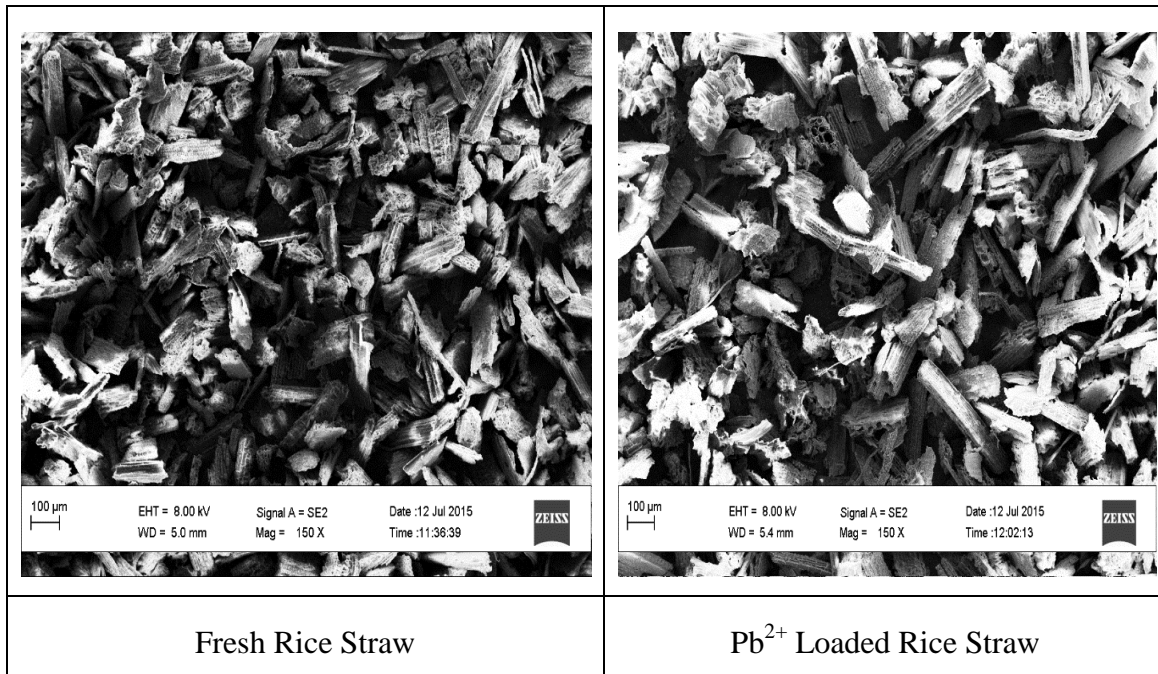 100 µm
EHT = 8.00 kV Signal A = SE2 Date :12 Jul 2015
WD = 5.0 mm Mag = 150 X Time :11:36:39
ZEISS
100 µm
EHT = 8.00 kV Signal A = SE2 Date :12 Jul 2015
WD = 5.4 mm Mag = 150 X Time :12:02:13
ZEISS
Fresh Rice Straw
Pb²⁺ Loaded Rice Straw